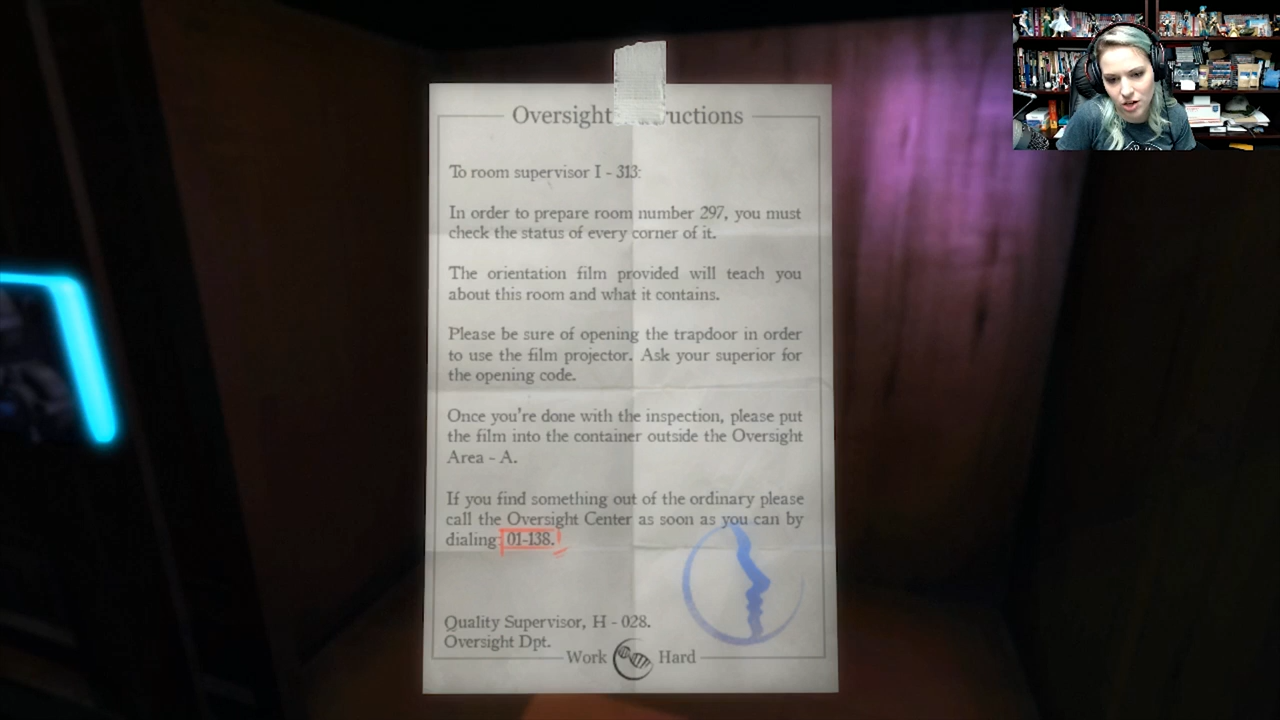 Oversight ructions
To room supervisor I - 313:
In order to prepare room number 297, you must
check the status of every corner of it.
The orientation film provided will teach you
about this room and what it contains.
Please be sure of opening the trapdoor in order
to use the film projector. Ask your superior for
the opening code.
Once you're done with the inspection, please put
the film into the container outside the Oversight
Area - A.
If you find something out of the ordinary please
call the Oversight Center as soon as you can by
dialing: 01-138.
Quality Supervisor, H - 028.
Oversight Dpt.
Work Hard